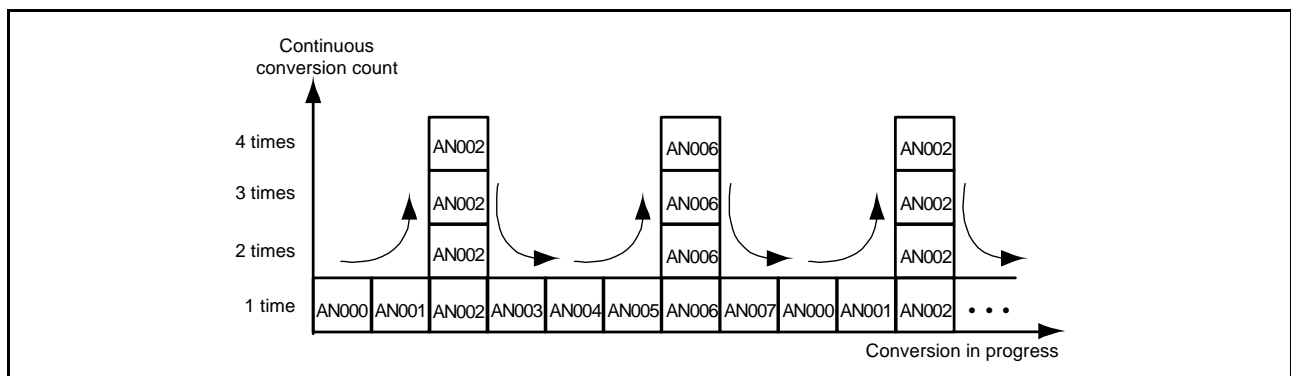 Continuous
conversion count
4 times AN002 AN006 AN002
3 times AN002 AN006 AN002
2 times AN002 AN006 AN002
1 time AN000 AN001 AN002 AN003 AN004 AN005 AN006 AN007 AN000 AN001 AN002 • • •
Conversion in progress